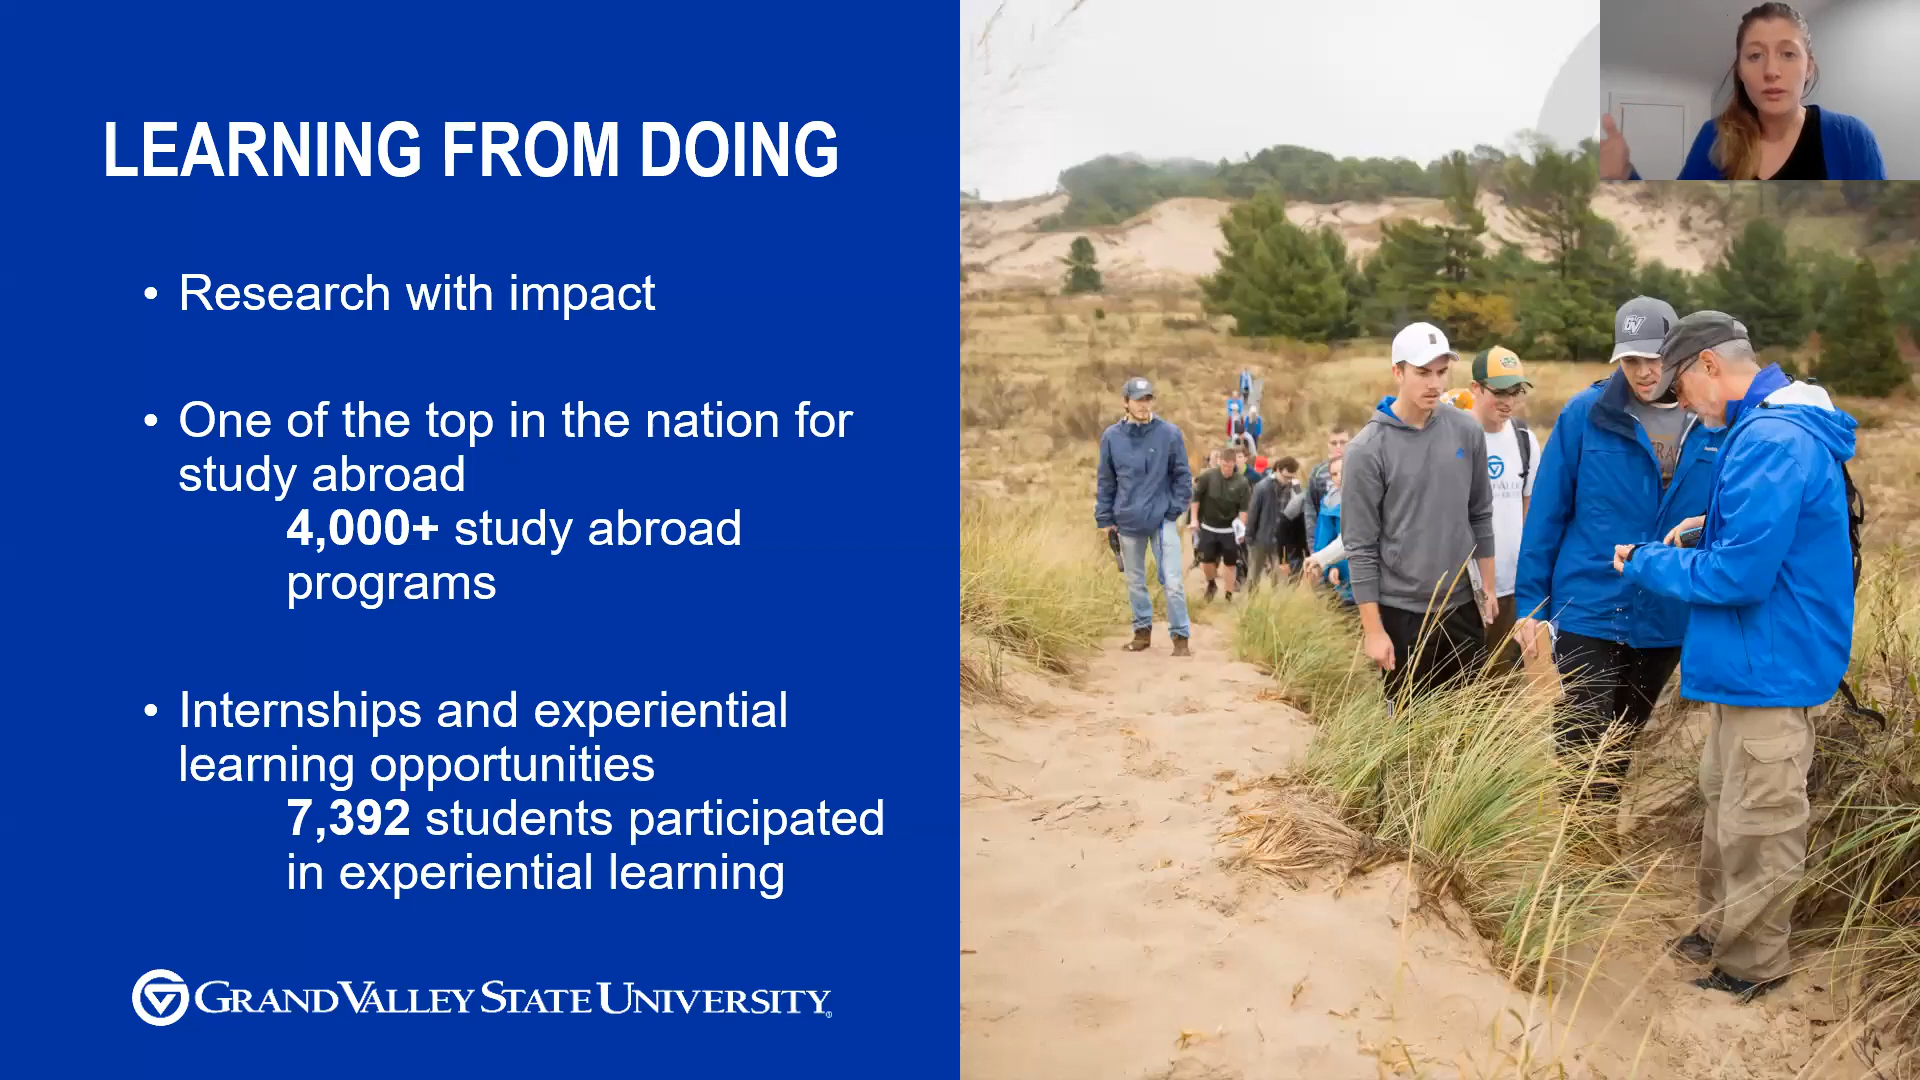 LEARNING FROM DOING
• Research with impact
• One of the top in the nation for
study abroad
4,000+ study abroad
programs
• Internships and experiential
learning opportunities
7,392 students participated
in experiential learning
GRAND VALLEY STATE UNIVERSITY®
GV